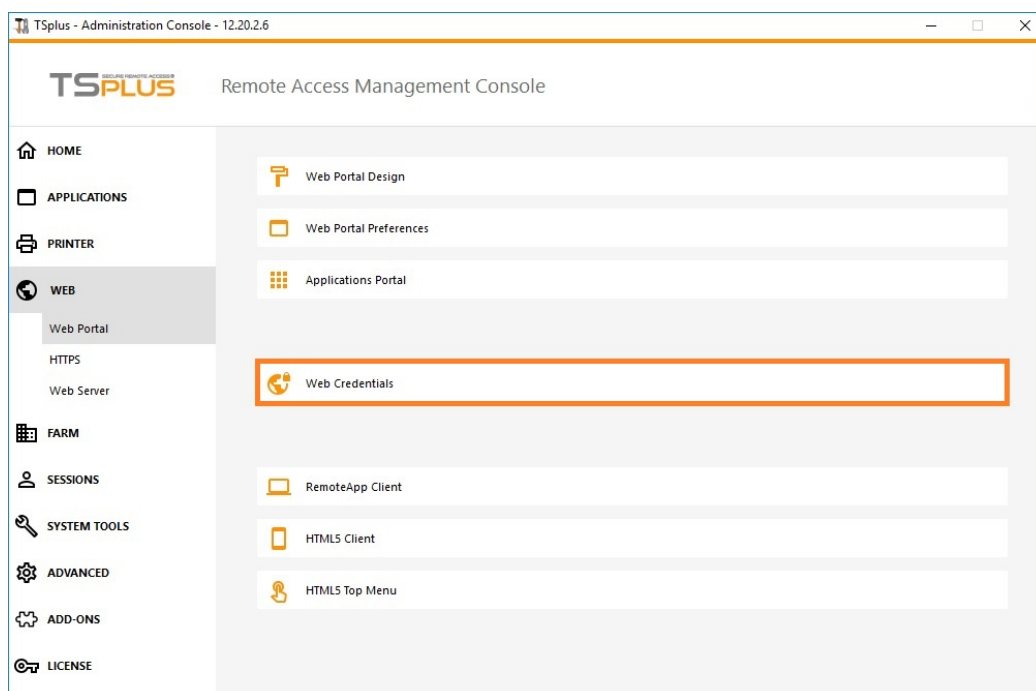 TSplus - Administration Console - 12.20.2.6
TSPLUS SECURE REMOTE ACCESS®
Remote Access Management Console
HOME
APPLICATIONS
PRINTER
WEB
Web Portal
HTTPS
Web Server
FARM
SESSIONS
SYSTEM TOOLS
ADVANCED
ADD-ONS
LICENSE
Web Portal Design
Web Portal Preferences
Applications Portal
Web Credentials
RemoteApp Client
HTML5 Client
HTML5 Top Menu